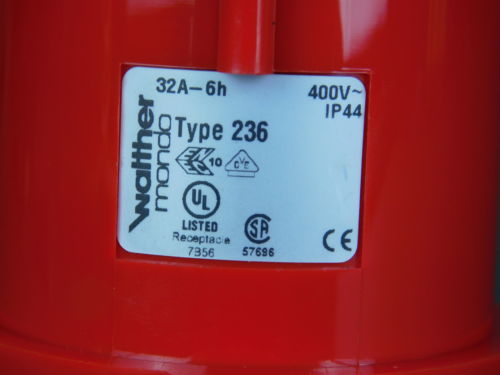 32A-6h 400V~
IP44
walther
mondo
Type 236
10
UL
LISTED
Receptacle
7B56
SA
57696
CE